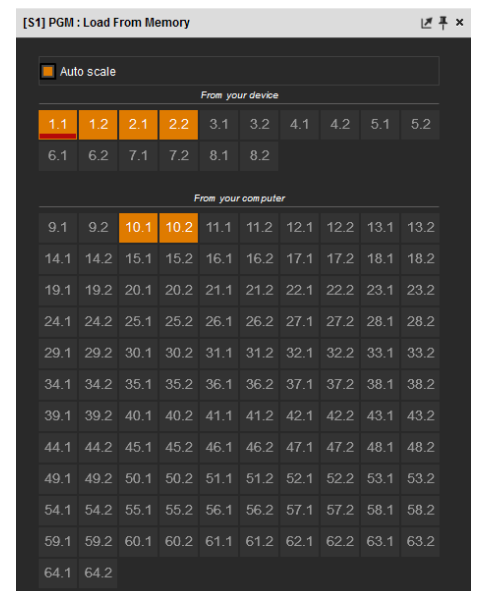 [S1] PGM : Load From Memory
Auto scale
From your device
1.1 1.2 2.1 2.2 3.1 3.2 4.1 4.2 5.1 5.2
6.1 6.2 7.1 7.2 8.1 8.2
From your computer
9.1 9.2 10.1 10.2 11.1 11.2 12.1 12.2 13.1 13.2
14.1 14.2 15.1 15.2 16.1 16.2 17.1 17.2 18.1 18.2
19.1 19.2 20.1 20.2 21.1 21.2 22.1 22.2 23.1 23.2
24.1 24.2 25.1 25.2 26.1 26.2 27.1 27.2 28.1 28.2
29.1 29.2 30.1 30.2 31.1 31.2 32.1 32.2 33.1 33.2
34.1 34.2 35.1 35.2 36.1 36.2 37.1 37.2 38.1 38.2
39.1 39.2 40.1 40.2 41.1 41.2 42.1 42.2 43.1 43.2
44.1 44.2 45.1 45.2 46.1 46.2 47.1 47.2 48.1 48.2
49.1 49.2 50.1 50.2 51.1 51.2 52.1 52.2 53.1 53.2
54.1 54.2 55.1 55.2 56.1 56.2 57.1 57.2 58.1 58.2
59.1 59.2 60.1 60.2 61.1 61.2 62.1 62.2 63.1 63.2
64.1 64.2